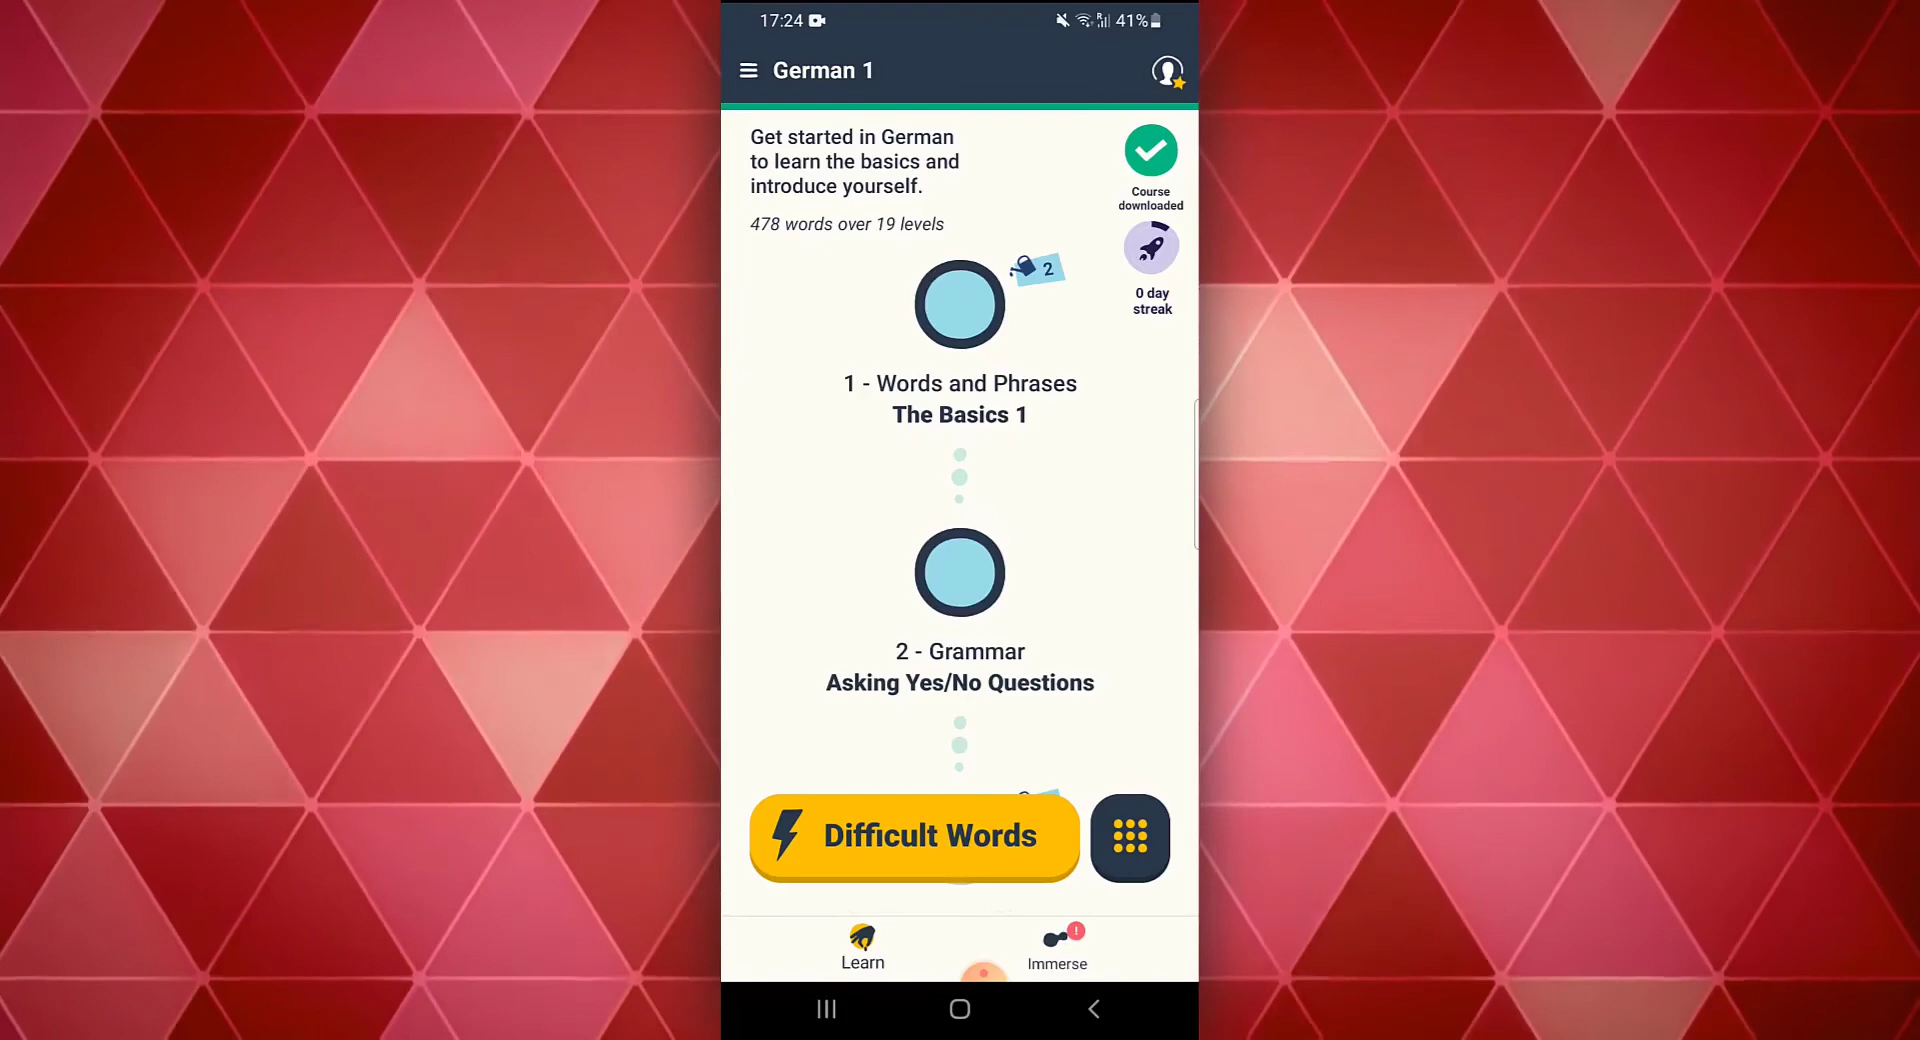 17:24
41%
German 1
Get started in German
to learn the basics and
introduce yourself.
478 words over 19 levels
Course
downloaded
0 day
streak
2
1 - Words and Phrases
The Basics 1
2 - Grammar
Asking Yes/No Questions
Difficult Words
Learn
!
Immerse